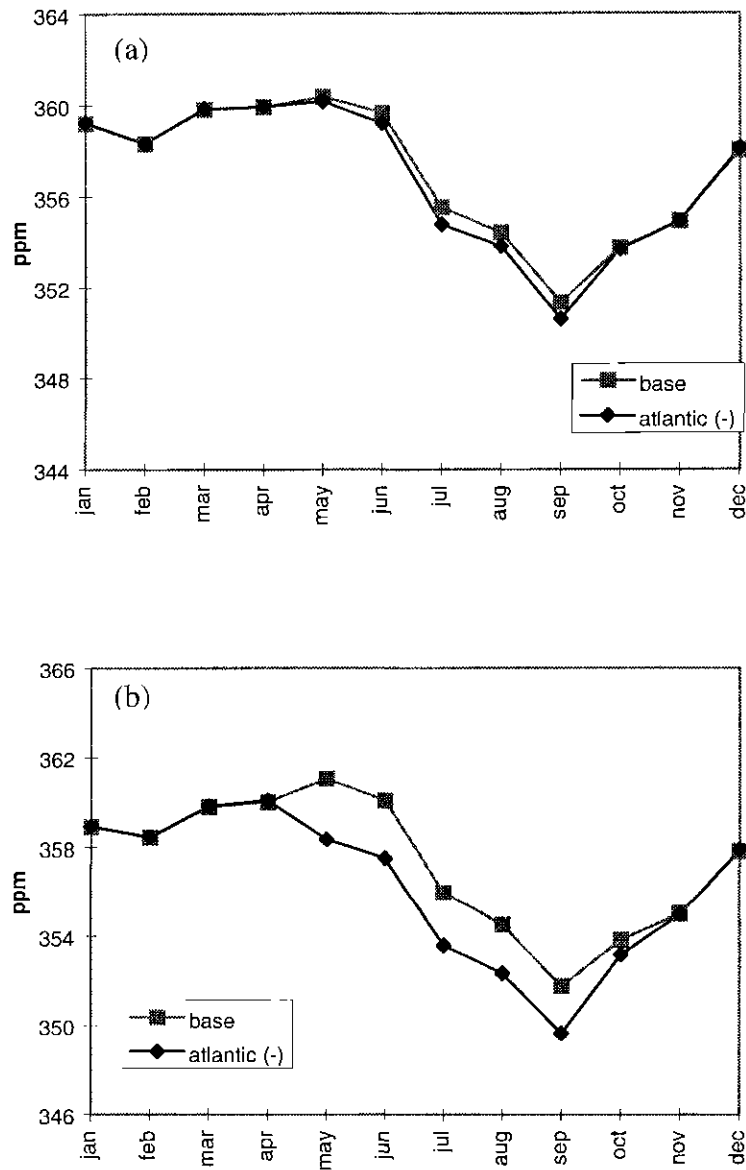 (a)
364
360
356
352
348
344
ppm
base
atlantic (-)
jan
feb
mar
apr
may
jun
jul
aug
sep
oct
nov
dec
(b)
366
362
358
354
350
346
ppm
base
atlantic (-)
jan
feb
mar
apr
may
jun
jul
aug
sep
oct
nov
dec